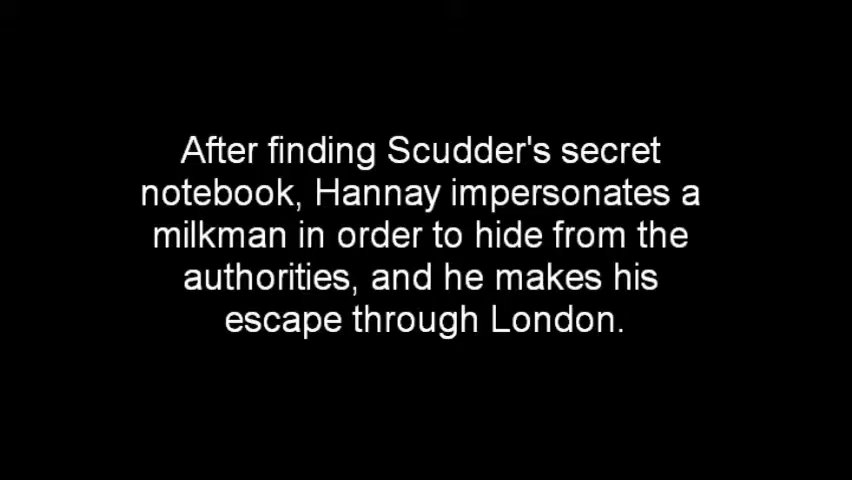 After finding Scudder's secret
notebook, Hannay impersonates a
milkman in order to hide from the
authorities, and he makes his
escape through London.